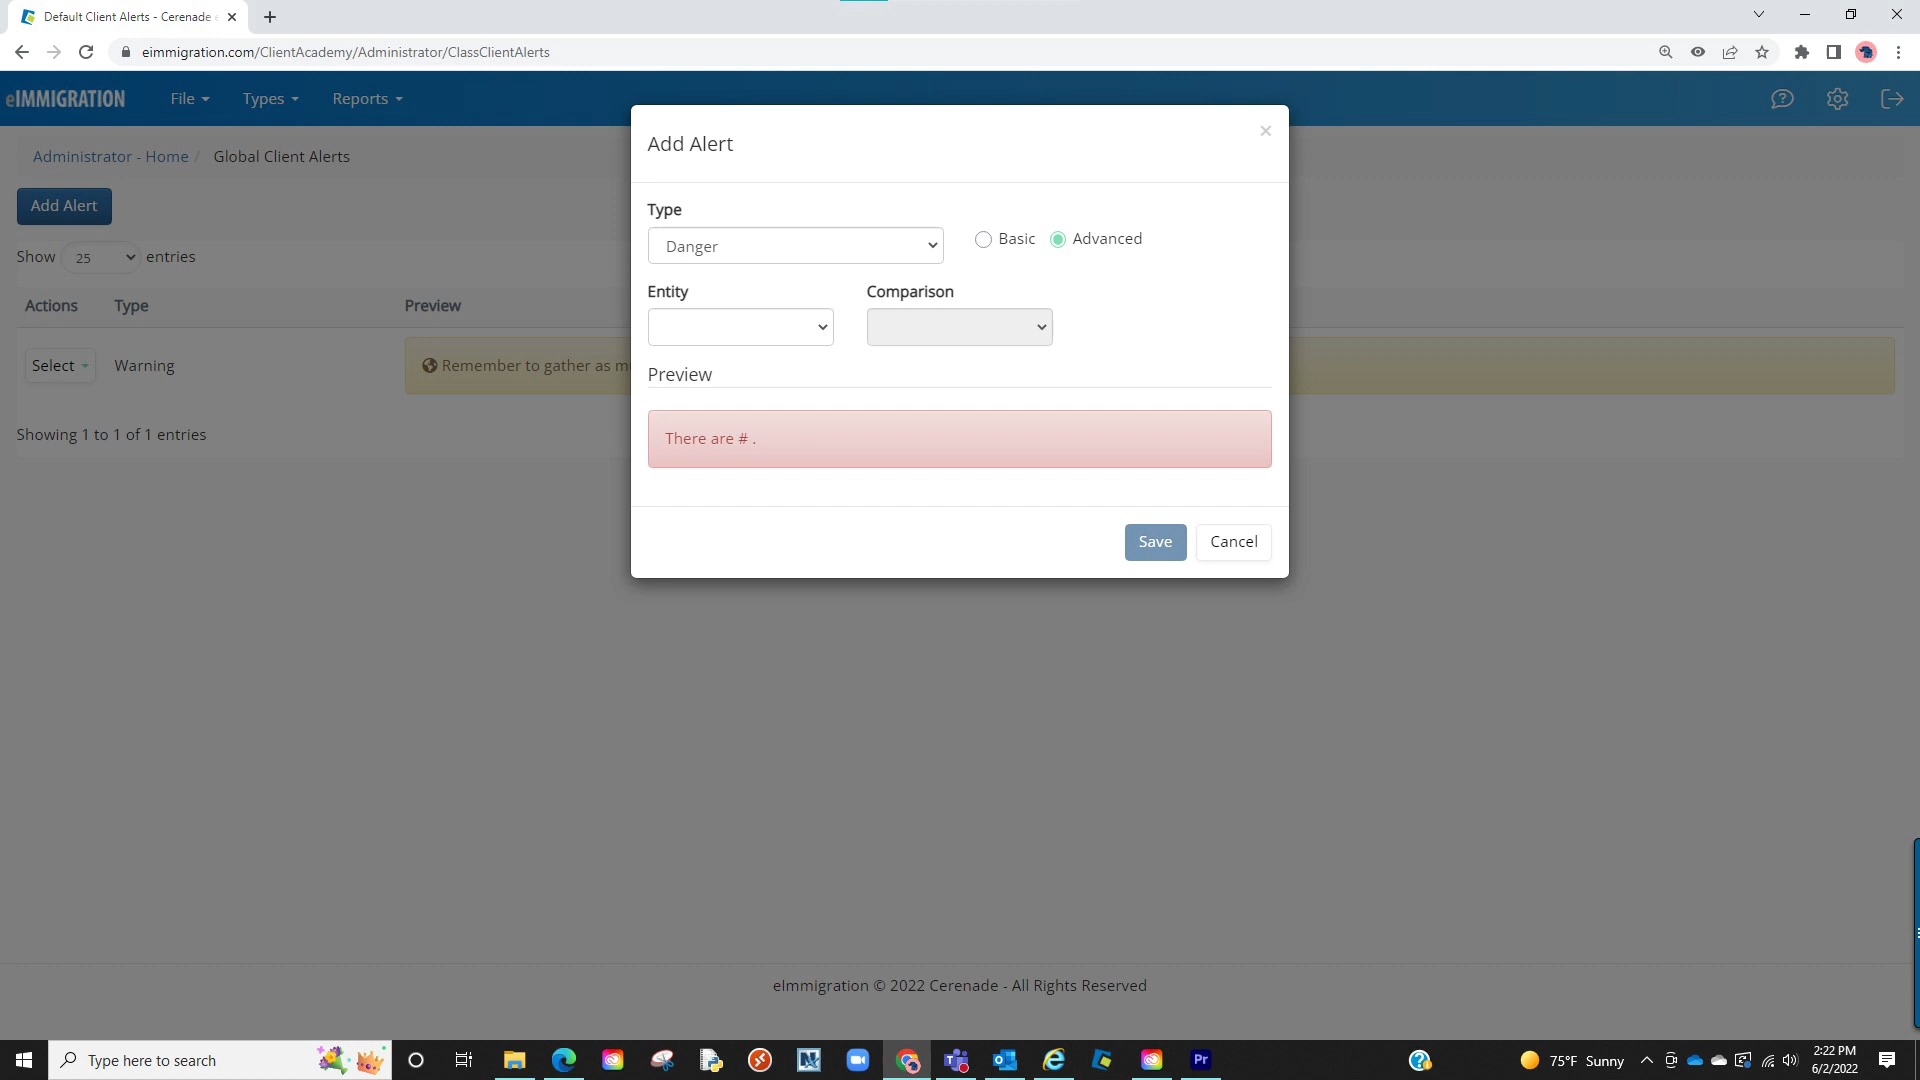 Default Client Alerts - Cerenade
eimmigration.com/ClientAcademy/Administrator/ClassClientAlerts
eIMMIGRATION
File
Types
Reports
Administrator - Home / Global Client Alerts
Add Alert
Show 25 entries
Actions Type Preview
Select Warning Remember to gather as
Showing 1 to 1 of 1 entries
Add Alert
×
Type
Danger
Basic Advanced
Entity Comparison
Preview
There are # .
Save Cancel
eImmigration © 2022 Cerenade - All Rights Reserved
Type here to search
Pr
75°F Sunny
2:22 PM
6/2/2022